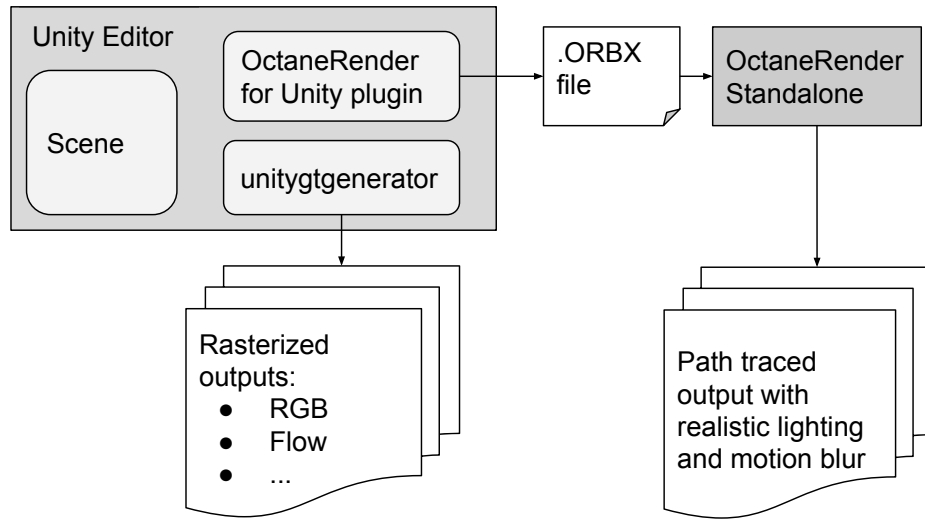 Unity Editor
Scene
OctaneRender
for Unity plugin
unitygtgenerator
.ORBX
file
OctaneRender
Standalone
Rasterized
outputs:
● RGB
● Flow
● ...
Path traced
output with
realistic lighting
and motion blur